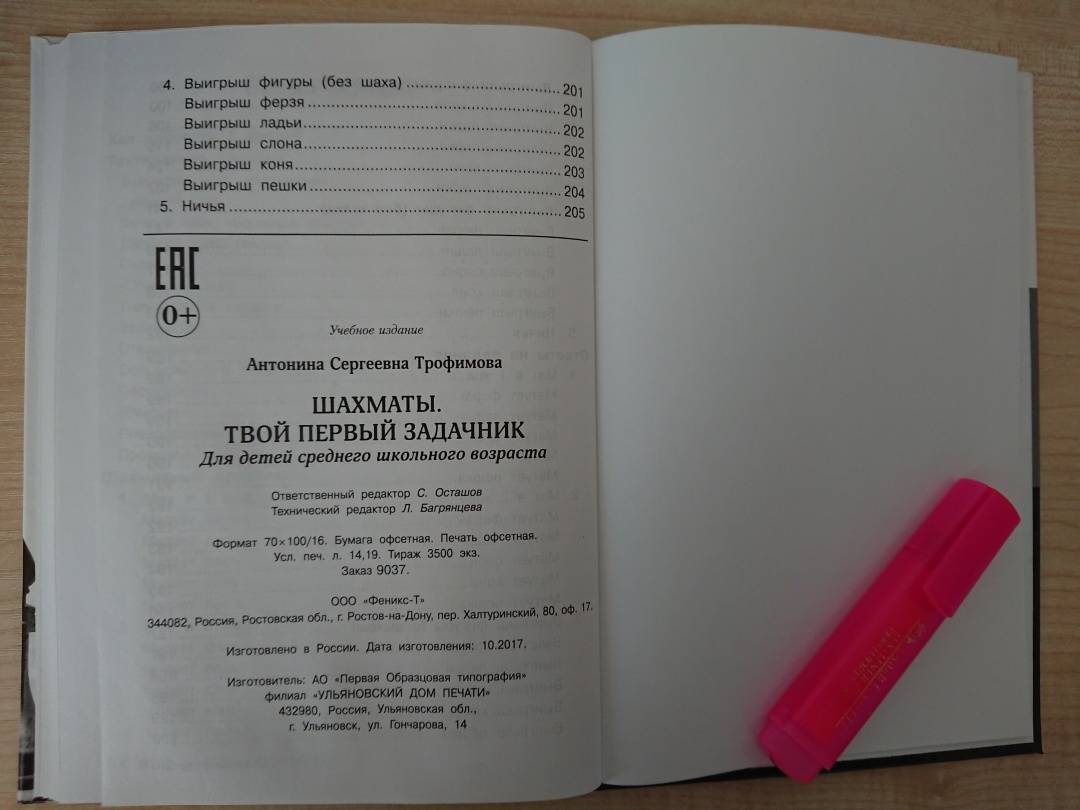 4. Выигрыш фигуры (без шаха) ........................ 201
Выигрыш ферзя ........................ 201
Выигрыш ладьи ........................ 202
Выигрыш слона ........................ 202
Выигрыш коня ........................ 203
Выигрыш пешки ........................ 204
5. Ничья ........................ 205
ЕАС
0+
Учебное издание
Антонина Сергеевна Трофимова
ШАХМАТЫ.
ТВОЙ ПЕРВЫЙ ЗАДАЧНИК
Для детей среднего школьного возраста
Ответственный редактор С. Осташов
Технический редактор Л. Багрянцева
Формат 70×100/16. Бумага офсетная. Печать офсетная.
Усл. печ. л. 14,19. Тираж 3500 экз.
Заказ 9037.
ООО «Феникс-Т»
344082, Россия, Ростовская обл., г. Ростов-на-Дону, пер. Халтуринский, 80, оф. 17.
Изготовлено в России. Дата изготовления: 10.2017.
Изготовитель: АО «Первая Образцовая типография»
филиал «УЛЬЯНОВСКИЙ ДОМ ПЕЧАТИ»
432980, Россия, Ульяновская обл.,
г. Ульяновск, ул. Гончарова, 14